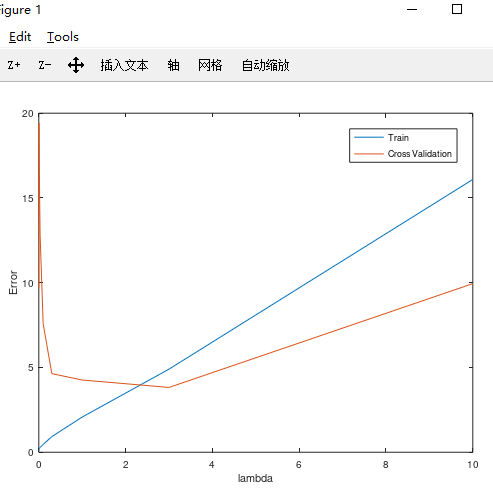 Figure 1
Edit Tools
Z+ Z- 插入文本 轴 网格 自动缩放
20
15
10
5
0
Error
Train
Cross Validation
0 2 4 6 8 10
lambda